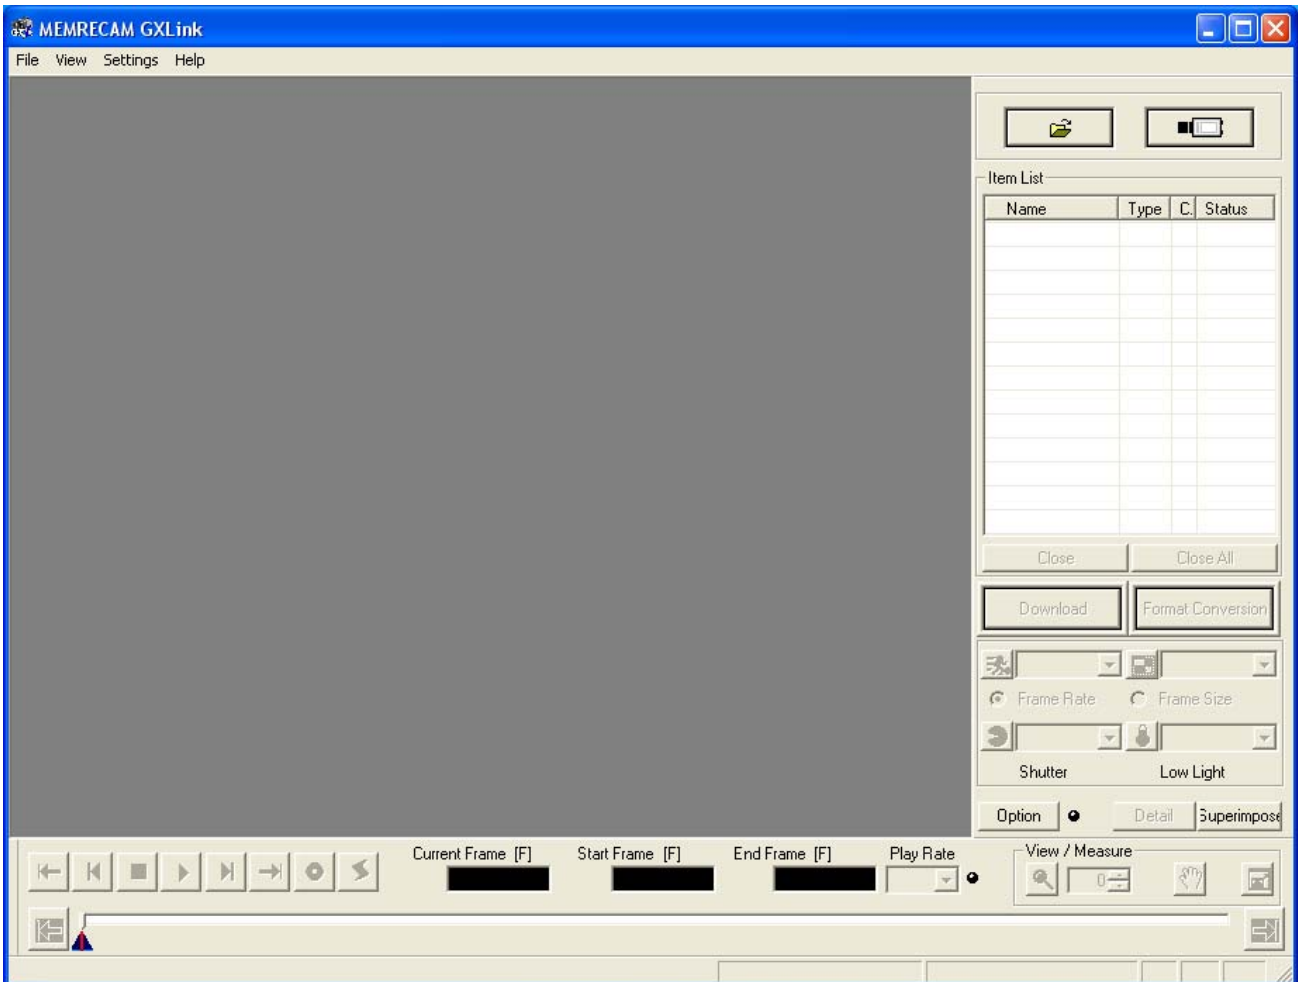 MEMRECAM GXLink
File View Settings Help
Item List
Name Type C. Status
Close Close All
Download Format Conversion
Frame Rate Frame Size
Shutter Low Light
Option Detail Superimpose
Current Frame [F] Start Frame [F] End Frame [F] Play Rate View / Measure
0